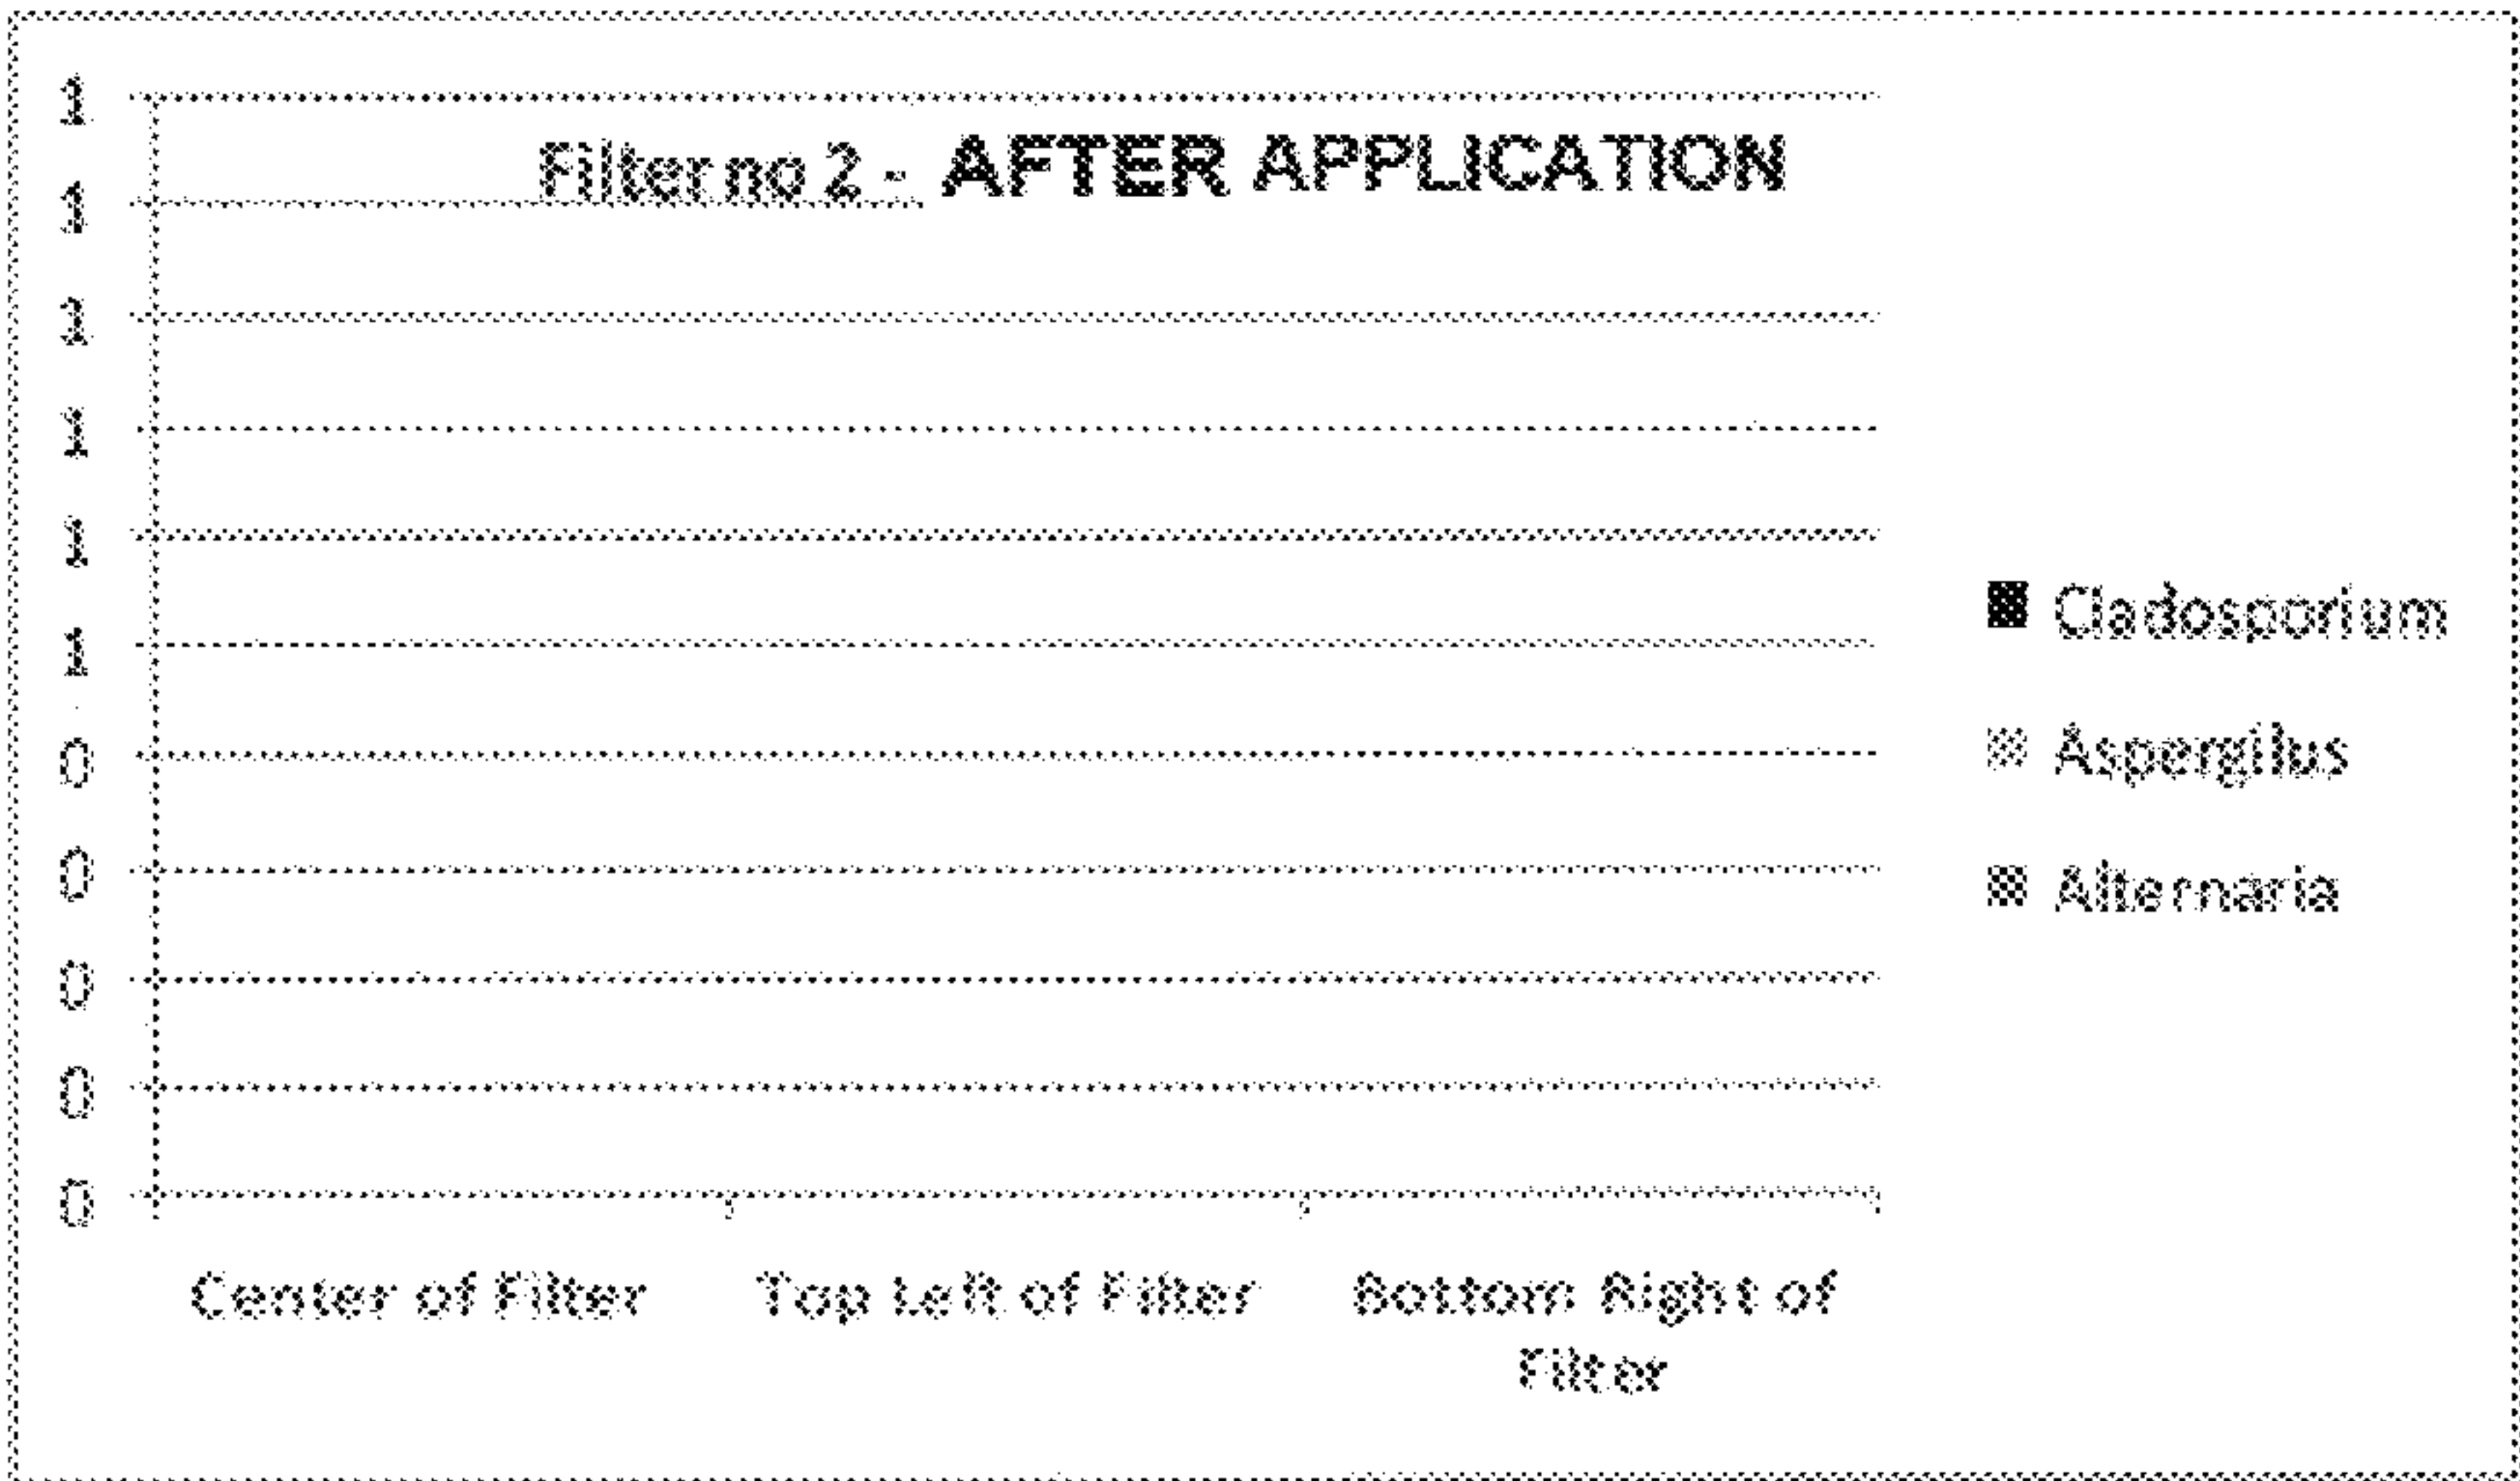 Filter no 2 - AFTER APPLICATION
1
1
1
1
1
1
0
0
0
0
0
Center of Filter
Top Left of Filter
Bottom Right of
Filter
Cladosporium
Aspergilus
Alternaria